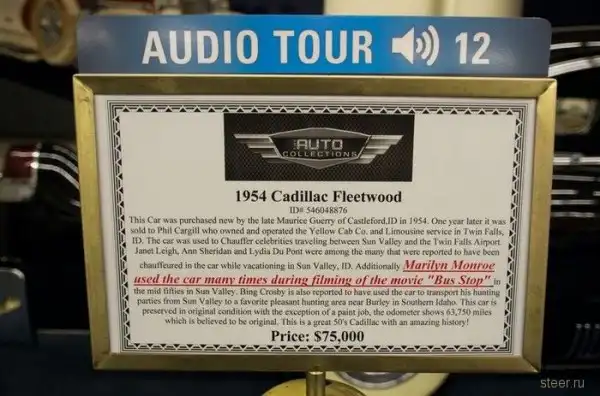 AUDIO TOUR 12
THE AUTO
COLLECTIONS
1954 Cadillac Fleetwood
ID# 546048876
This Car was purchased new by the late Maurice Guerry of Castleford,ID in 1954. One year later it was
sold to Phil Cargill who owned and operated the Yellow Cab Co. and Limousine service in Twin Falls,
ID. The car was used to Chauffer celebrities traveling between Sun Valley and the Twin Falls Airport.
Janet Leigh, Ann Sheridan and Lydia Du Pont were among the many that were reported to have been
chauffeured in the car while vacationing in Sun Valley, ID. Additionally Marilyn Monroe
used the car many times during filming of the movie "Bus Stop" in
the mid fifties in Sun Valley. Bing Crosby is also reported to have used the car to transport his hunting
parties from Sun Valley to a favorite pleasant hunting area near Burley in Southern Idaho. This car is
preserved in original condition with the exception of a paint job, the odometer shows 63,750 miles
which is believed to be original. This is a great 50's Cadillac with an amazing history!
Price: $75,000
steer.ru